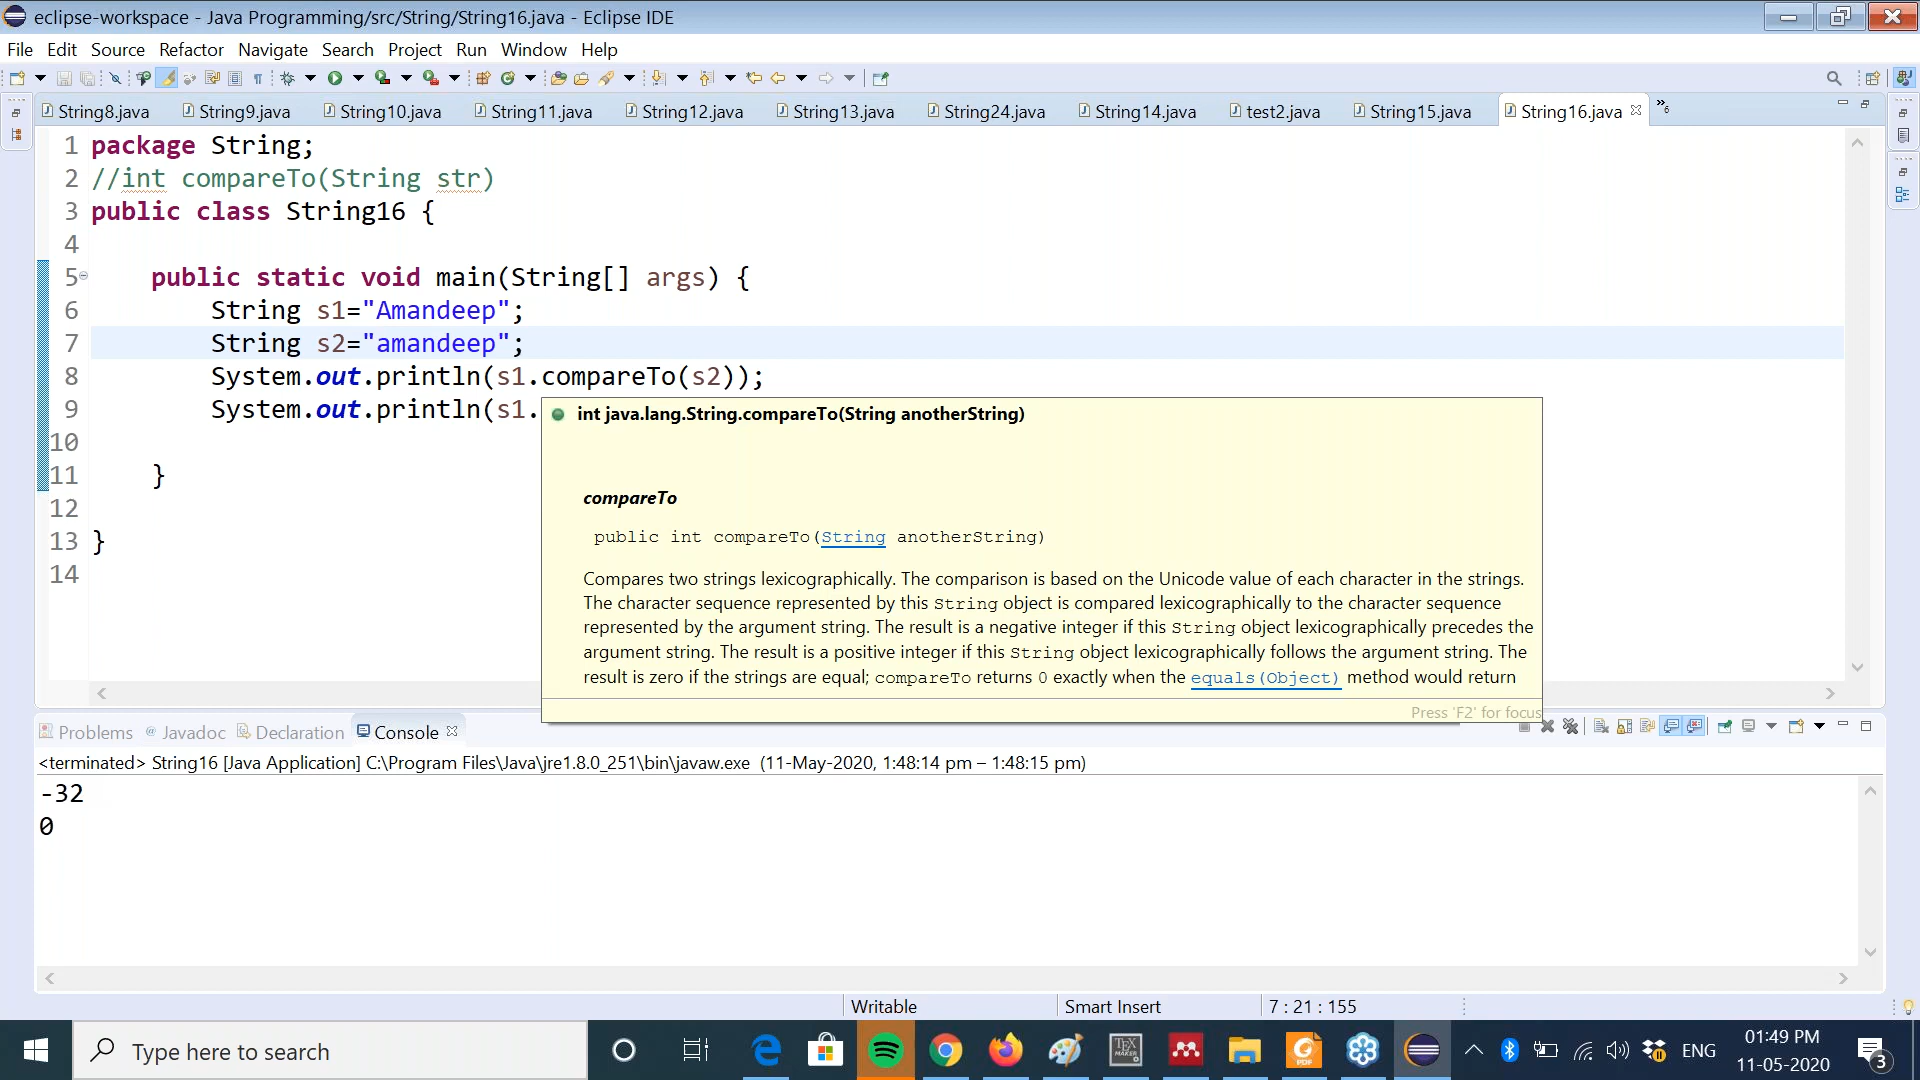 eclipse-workspace - Java Programming/src/String/String16.java - Eclipse IDE
File Edit Source Refactor Navigate Search Project Run Window Help
String8.java String9.java String10.java String11.java String12.java String13.java String24.java String14.java test2.java String15.java String16.java »6
1 package String;
2 //int compareTo(String str)
3 public class String16 {
4
5 public static void main(String[] args) {
6 String s1="Amandeep";
7 String s2="amandeep";
8 System.out.println(s1.compareTo(s2));
9 System.out.println(s1.
10
11 }
12
13 }
14
int java.lang.String.compareTo(String anotherString)
compareTo
public int compareTo(String anotherString)
Compares two strings lexicographically. The comparison is based on the Unicode value of each character in the strings.
The character sequence represented by this String object is compared lexicographically to the character sequence
represented by the argument string. The result is a negative integer if this String object lexicographically precedes the
argument string. The result is a positive integer if this String object lexicographically follows the argument string. The
result is zero if the strings are equal; compareTo returns 0 exactly when the equals(Object) method would return
Press 'F2' for focus
Problems @ Javadoc Declaration Console
<terminated> String16 [Java Application] C:\Program Files\Java\jre1.8.0_251\bin\javaw.exe (11-May-2020, 1:48:14 pm – 1:48:15 pm)
-32
0
Writable Smart Insert 7 : 21 : 155
Type here to search
TEX MAKER
PDF
ENG
01:49 PM
11-05-2020
3